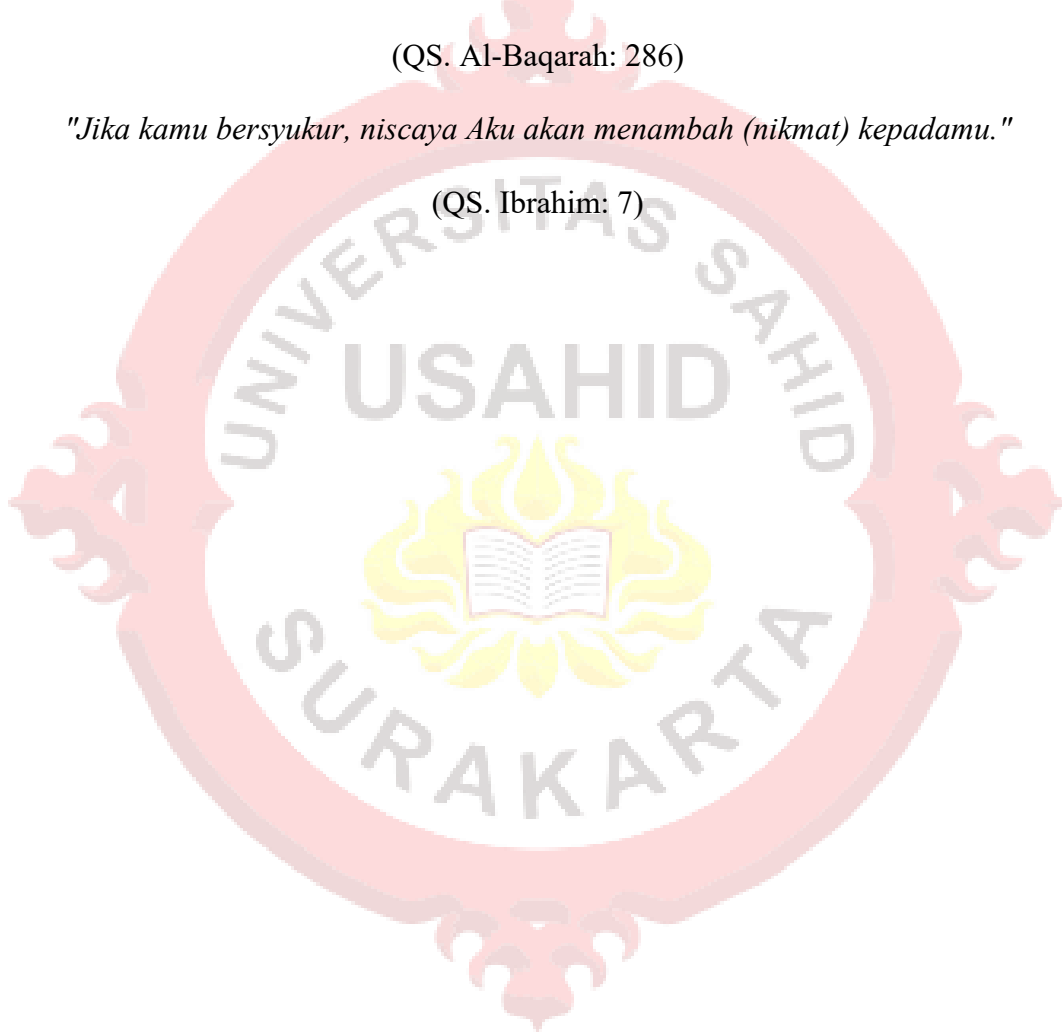 (QS. Al-Baqarah: 286)
"Jika kamu bersyukur, niscaya Aku akan menambah (nikmat) kepadamu."
(QS. Ibrahim: 7)
UNIVERSITAS SAHID
USAHID
SURAKARTA